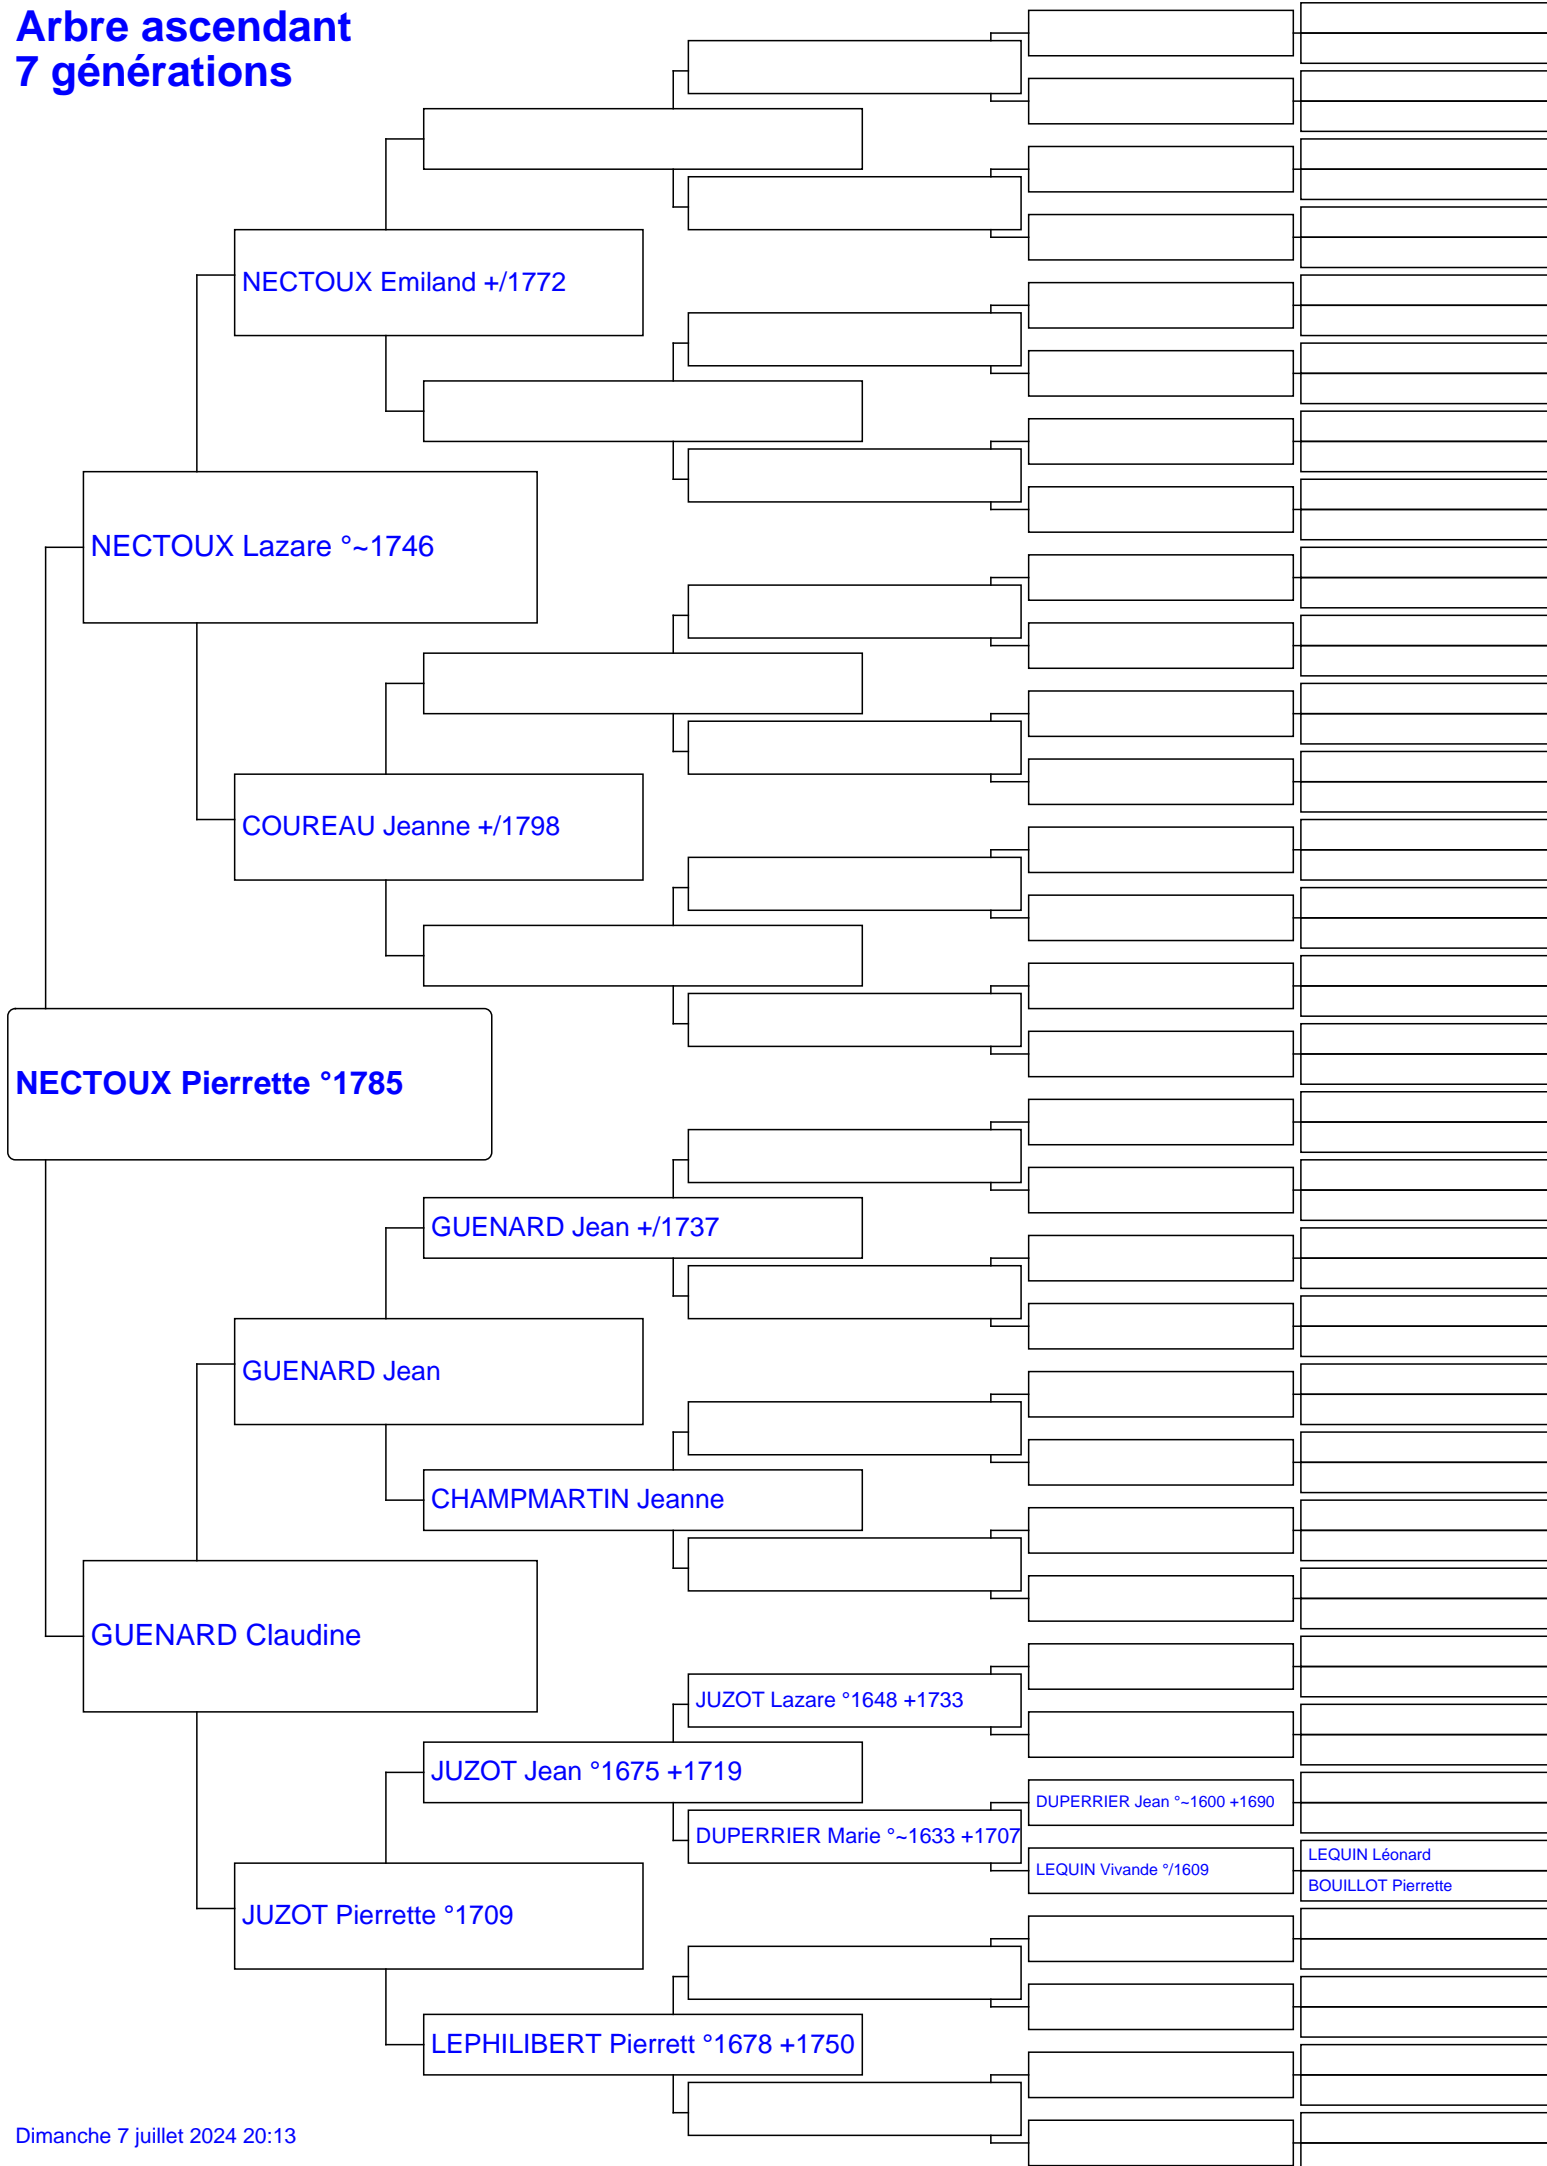 Arbre ascendant
7 générations
NECTOUX Emiland +/1772
NECTOUX Lazare °~1746
COUREAU Jeanne +/1798
NECTOUX Pierrette °1785
GUENARD Jean +/1737
GUENARD Jean
CHAMPMARTIN Jeanne
GUENARD Claudine
JUZOT Lazare °1648 +1733
JUZOT Jean °1675 +1719
DUPERRIER Jean °~1600 +1690
DUPERRIER Marie °~1633 +1707
LEQUIN Léonard
LEQUIN Vivande °/1609
BOUILLOT Pierrette
JUZOT Pierrette °1709
LEPHILIBERT Pierrett °1678 +1750
Dimanche 7 juillet 2024 20:13